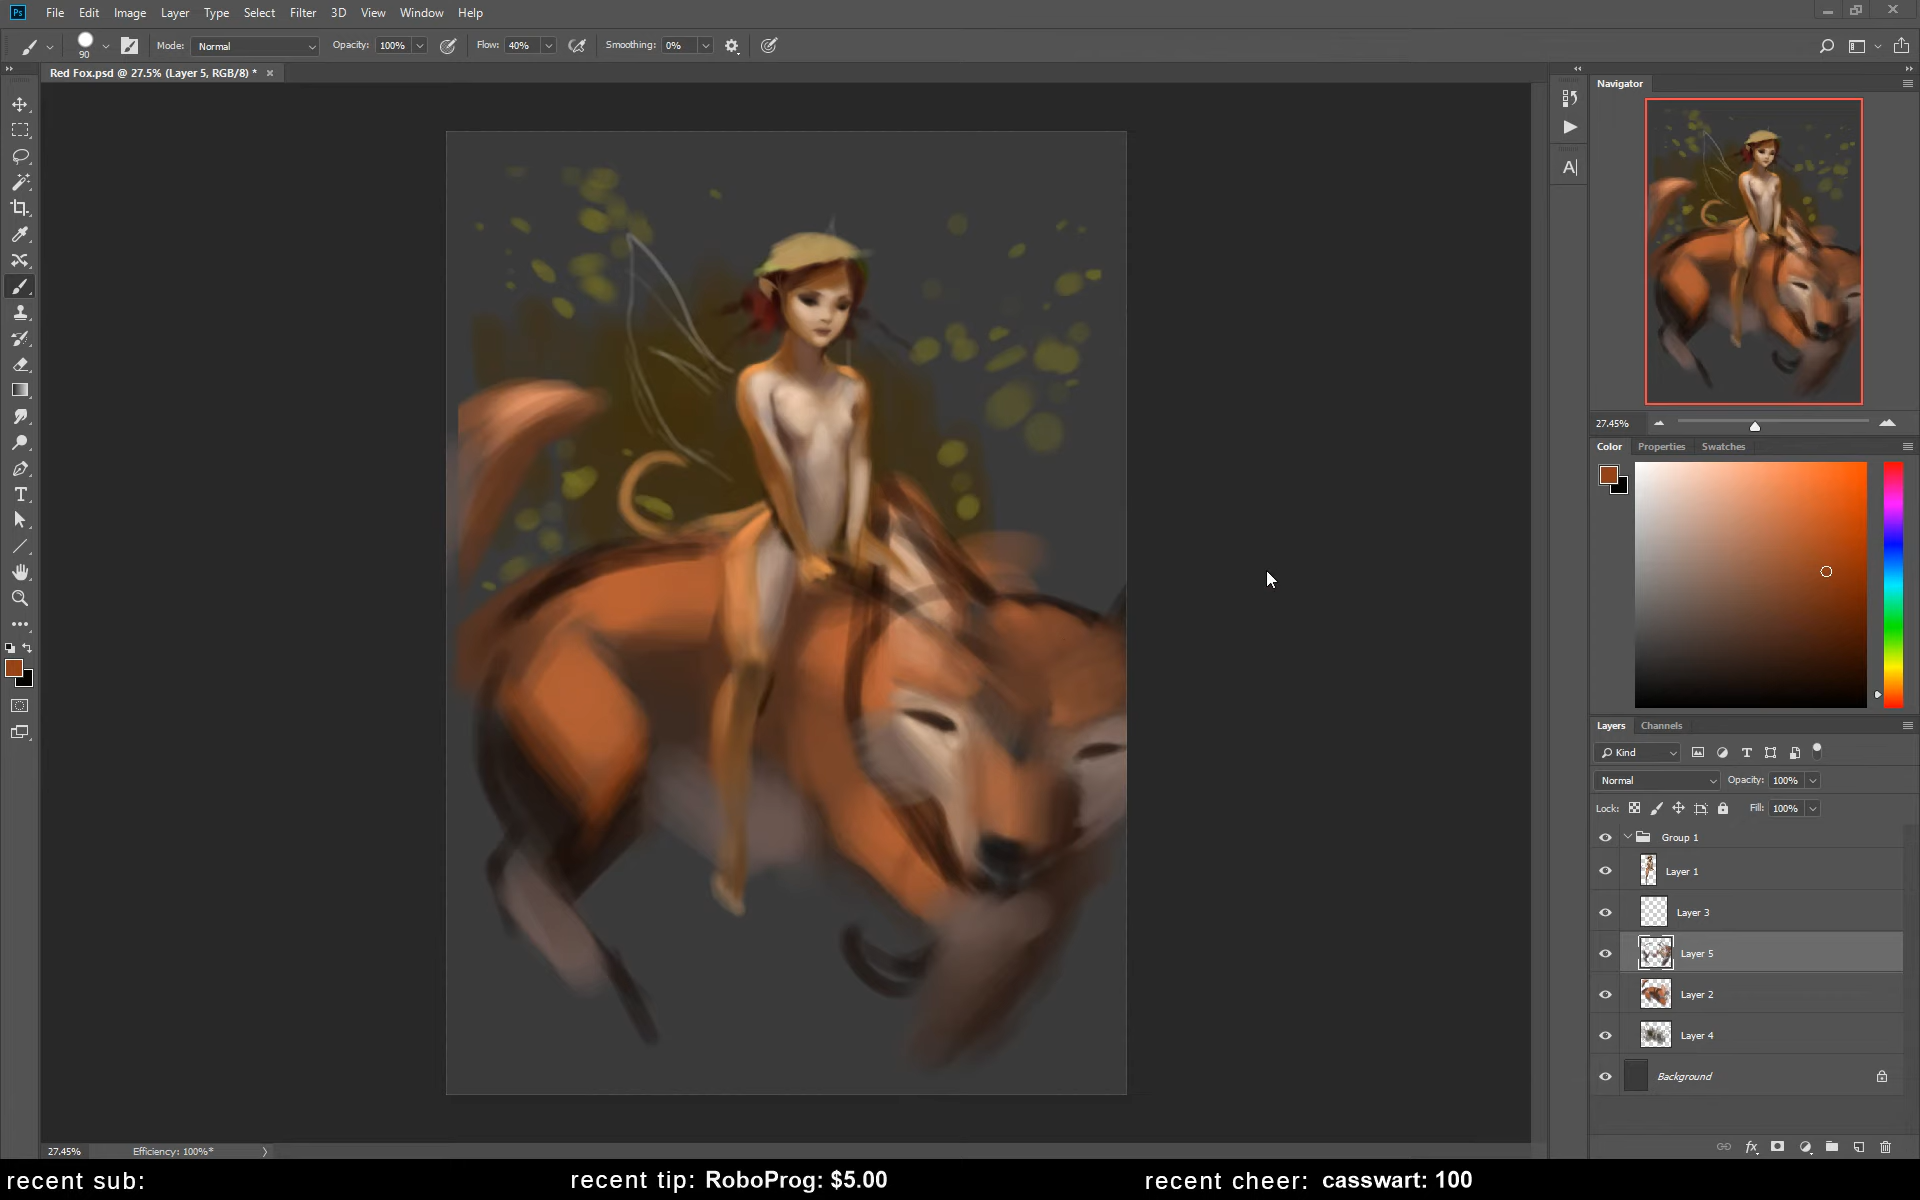 Ps File Edit Image Layer Type Select Filter 3D View Window Help
90 Mode: Normal Opacity: 100% Flow: 40% Smoothing: 0%
Red Fox.psd @ 27.5% (Layer 5, RGB/8) *
Navigator
27.45%
Color Properties Swatches
Layers Channels
Kind
Normal Opacity: 100%
Lock: Fill: 100%
Group 1
Layer 1
Layer 3
Layer 5
Layer 2
Layer 4
Background
27.45% Efficiency: 100%*
recent sub: recent tip: RoboProg: $5.00 recent cheer: casswart: 100